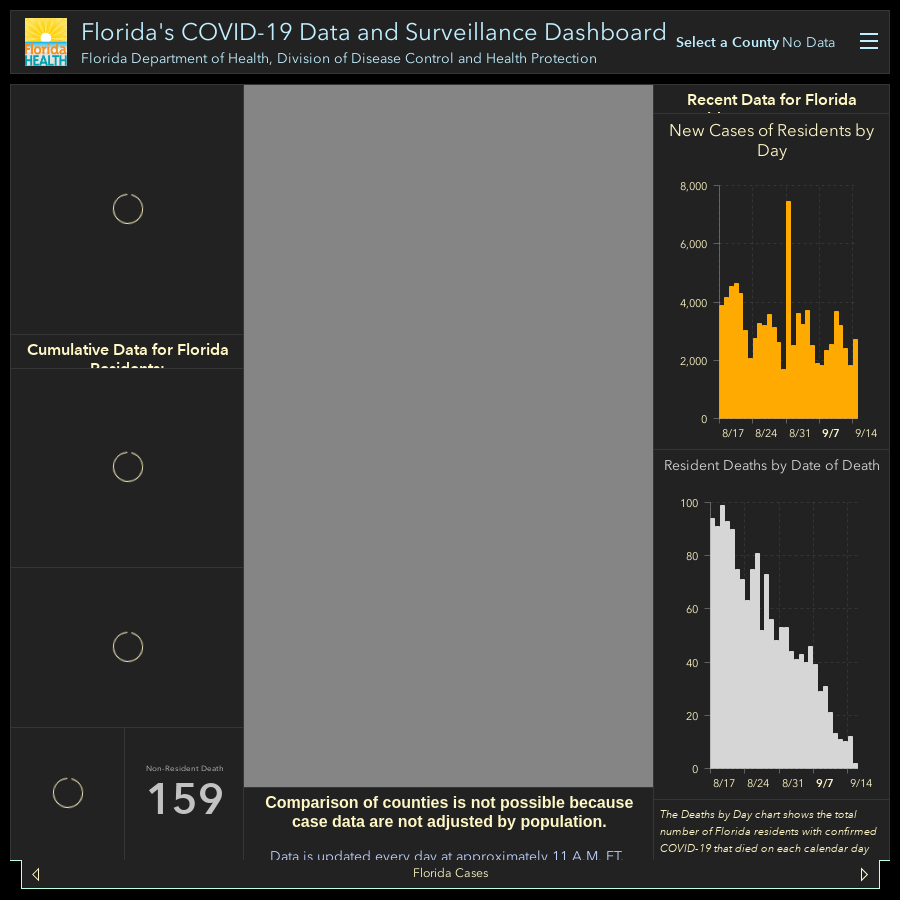 Florida's COVID-19 Data and Surveillance Dashboard
Florida Department of Health, Division of Disease Control and Health Protection
Select a County No Data
Florida
HEALTH
Cumulative Data for Florida
Residents:
Non-Resident Death
159
Comparison of counties is not possible because
case data are not adjusted by population.
Data is updated every day at approximately 11 A.M. ET.
Recent Data for Florida
New Cases of Residents by
Day
8,000
6,000
4,000
2,000
0
8/17 8/24 8/31 9/7 9/14
Resident Deaths by Date of Death
100
80
60
40
20
0
8/17 8/24 8/31 9/7 9/14
The Deaths by Day chart shows the total
number of Florida residents with confirmed
COVID-19 that died on each calendar day
Florida Cases